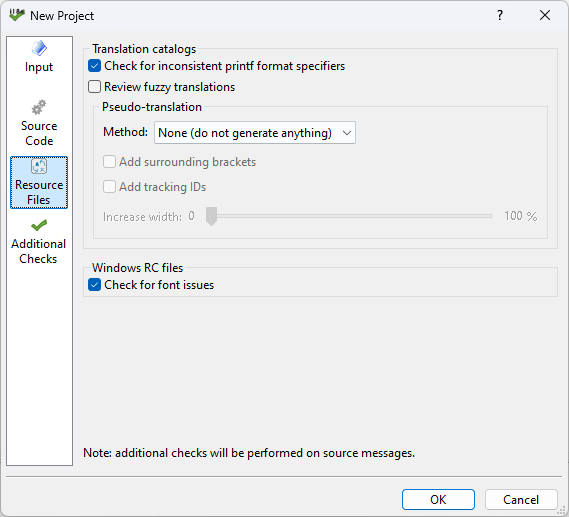 New Project
?
Input
Source
Code
Resource
Files
Additional
Checks
Translation catalogs
Check for inconsistent printf format specifiers
Review fuzzy translations
Pseudo-translation
Method: None (do not generate anything)
Add surrounding brackets
Add tracking IDs
Increase width: 0 100 %
Windows RC files
Check for font issues
Note: additional checks will be performed on source messages.
OK Cancel